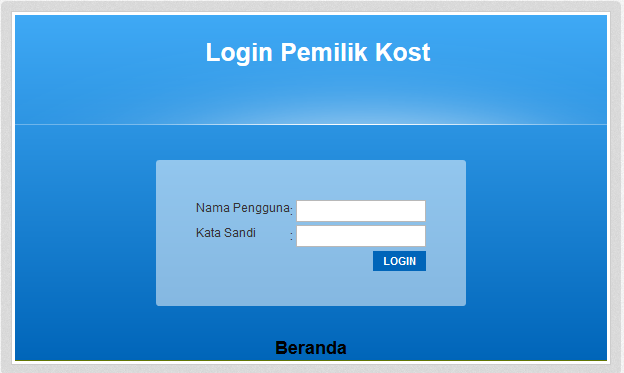 Login Pemilik Kost
Nama Pengguna:
Kata Sandi :
LOGIN
Beranda